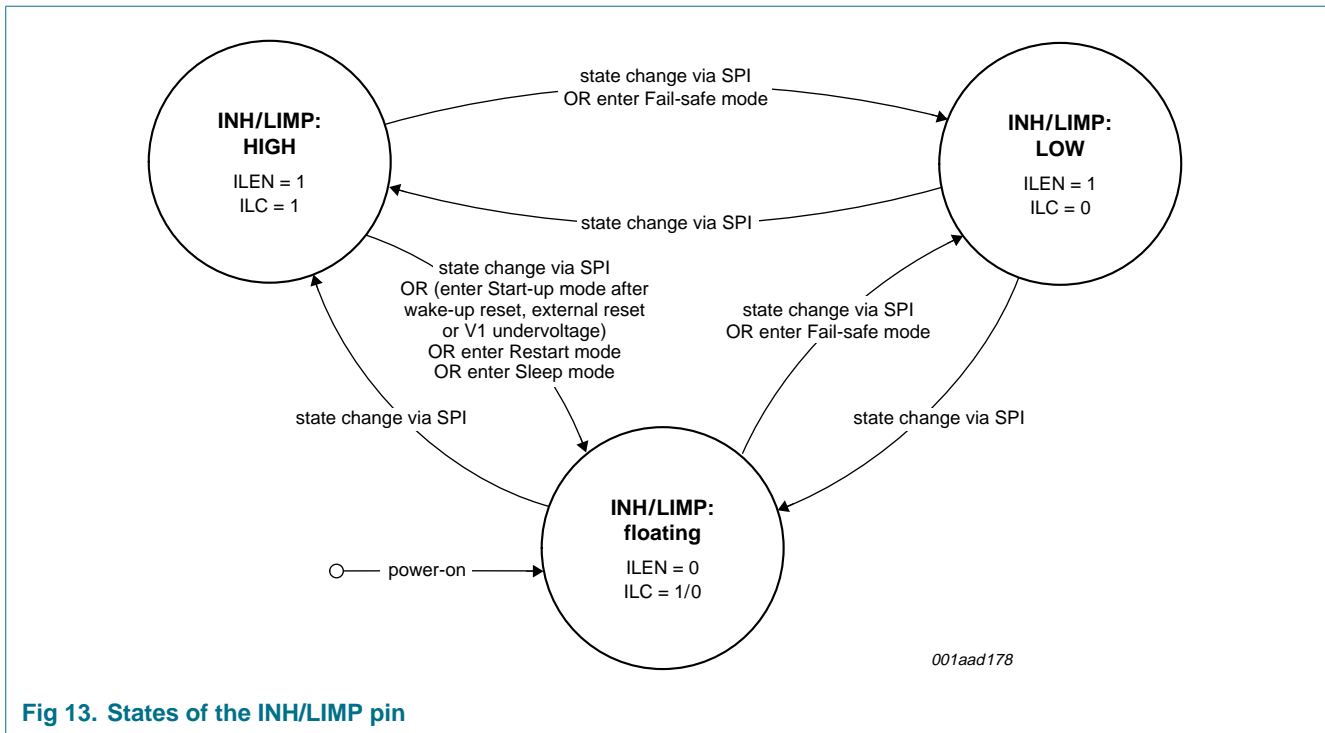 state change via SPI
OR enter Fail-safe mode
INH/LIMP:
HIGH
ILEN = 1
ILC = 1
INH/LIMP:
LOW
ILEN = 1
ILC = 0
state change via SPI
state change via SPI
OR (enter Start-up mode after
wake-up reset, external reset
or V1 undervoltage)
OR enter Restart mode
OR enter Sleep mode
state change via SPI
OR enter Fail-safe mode
state change via SPI
state change via SPI
INH/LIMP:
floating
ILEN = 0
ILC = 1/0
power-on
001aad178
Fig 13. States of the INH/LIMP pin